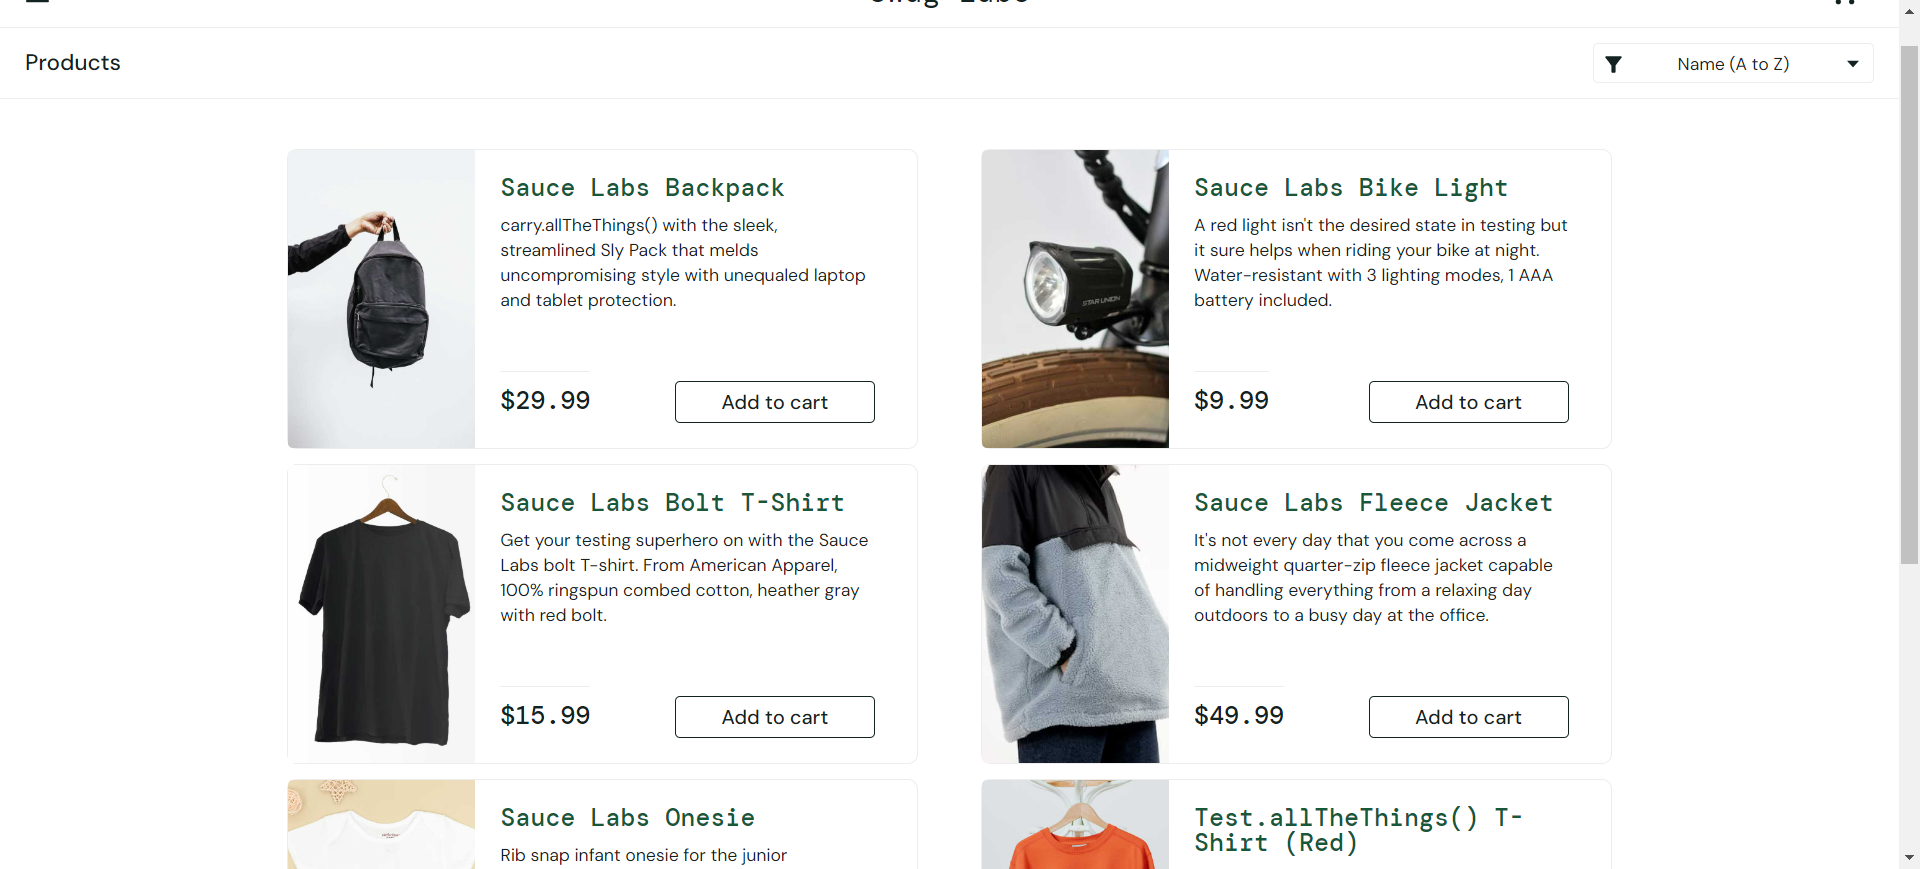 Products
Name (A to Z)
Sauce Labs Backpack
carry.allTheThings() with the sleek,
streamlined Sly Pack that melds
uncompromising style with unequaled laptop
and tablet protection.
$29.99
Add to cart
Sauce Labs Bike Light
A red light isn't the desired state in testing but
it sure helps when riding your bike at night.
Water-resistant with 3 lighting modes, 1 AAA
battery included.
STAR UNION
$9.99
Add to cart
Sauce Labs Bolt T-Shirt
Get your testing superhero on with the Sauce
Labs bolt T-shirt. From American Apparel,
100% ringspun combed cotton, heather gray
with red bolt.
$15.99
Add to cart
Sauce Labs Fleece Jacket
It's not every day that you come across a
midweight quarter-zip fleece jacket capable
of handling everything from a relaxing day
outdoors to a busy day at the office.
$49.99
Add to cart
Sauce Labs Onesie
Rib snap infant onesie for the junior
Test.allTheThings() T-
Shirt (Red)